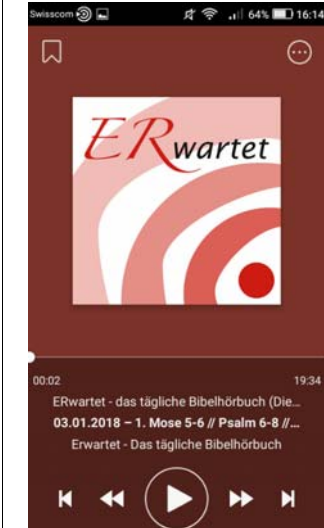 Swisscom 64% 16:14
ERwartet
00:02 19:34
ERwartet - das tägliche Bibelhörbuch (Die...
03.01.2018 – 1. Mose 5-6 // Psalm 6-8 //...
Erwartet - Das tägliche Bibelhörbuch